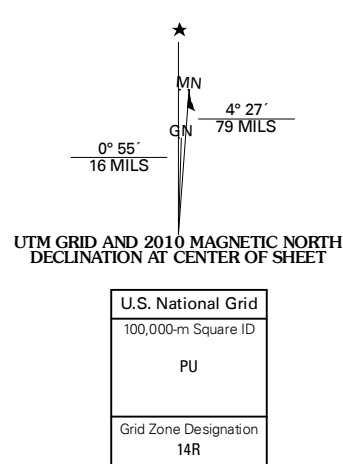 MN
4° 27´
79 MILS
GN
0° 55´
16 MILS
UTM GRID AND 2010 MAGNETIC NORTH
DECLINATION AT CENTER OF SHEET
U.S. National Grid
100,000-m Square ID
PU
Grid Zone Designation
14R